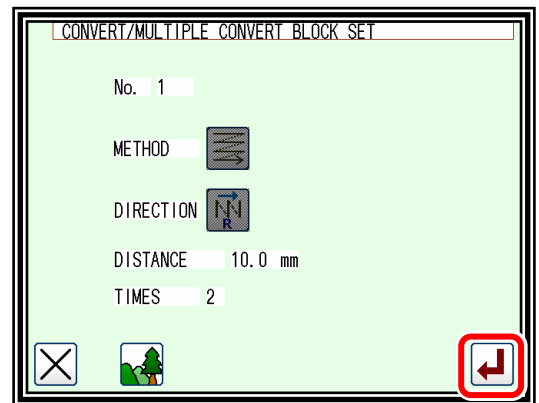 CONVERT/MULTIPLE CONVERT BLOCK SET
No. 1
METHOD
DIRECTION R
DISTANCE 10.0 mm
TIMES 2